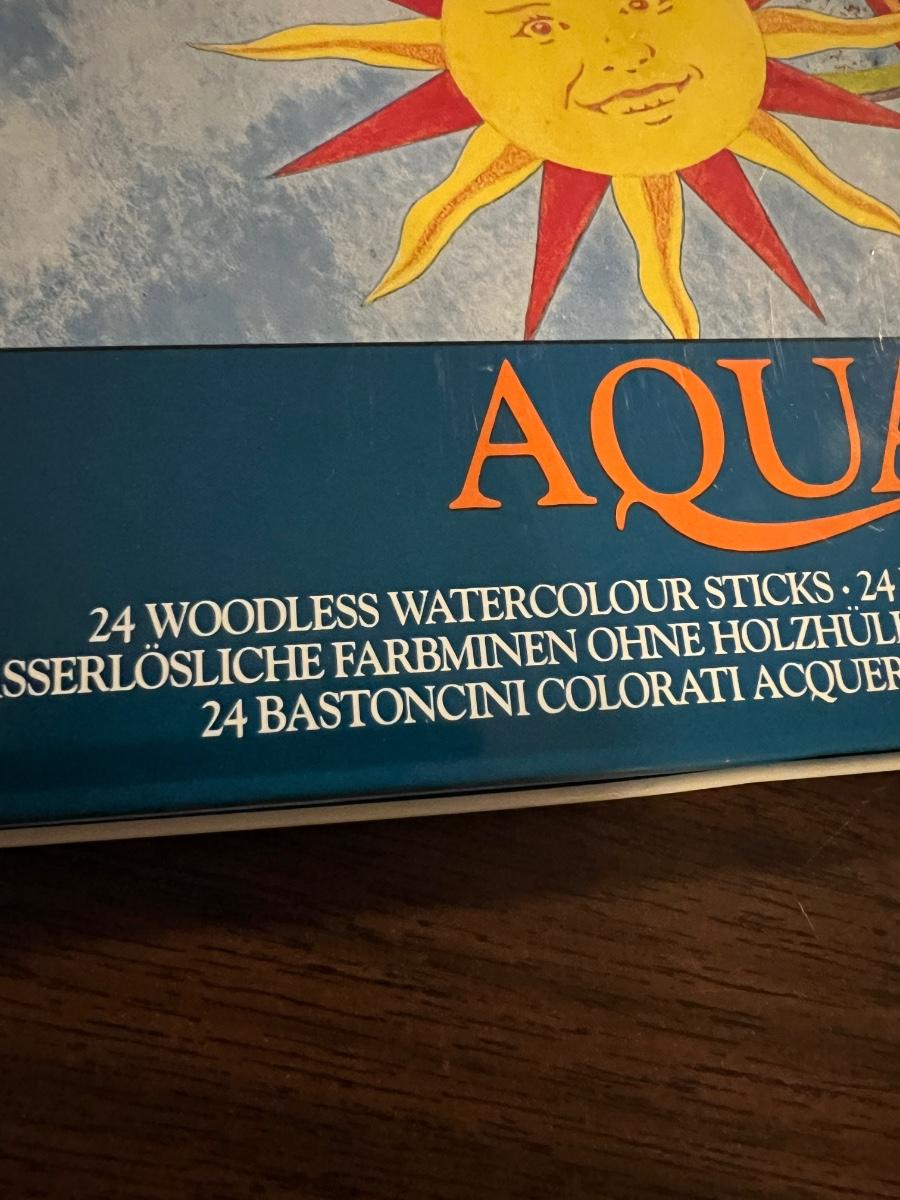 AQUA
24 WOODLESS WATERCOLOUR STICKS · 24
ASSERLÖSLICHE FARBMINEN OHNE HOLZHÜL
24 BASTONCINI COLORATI ACQUER